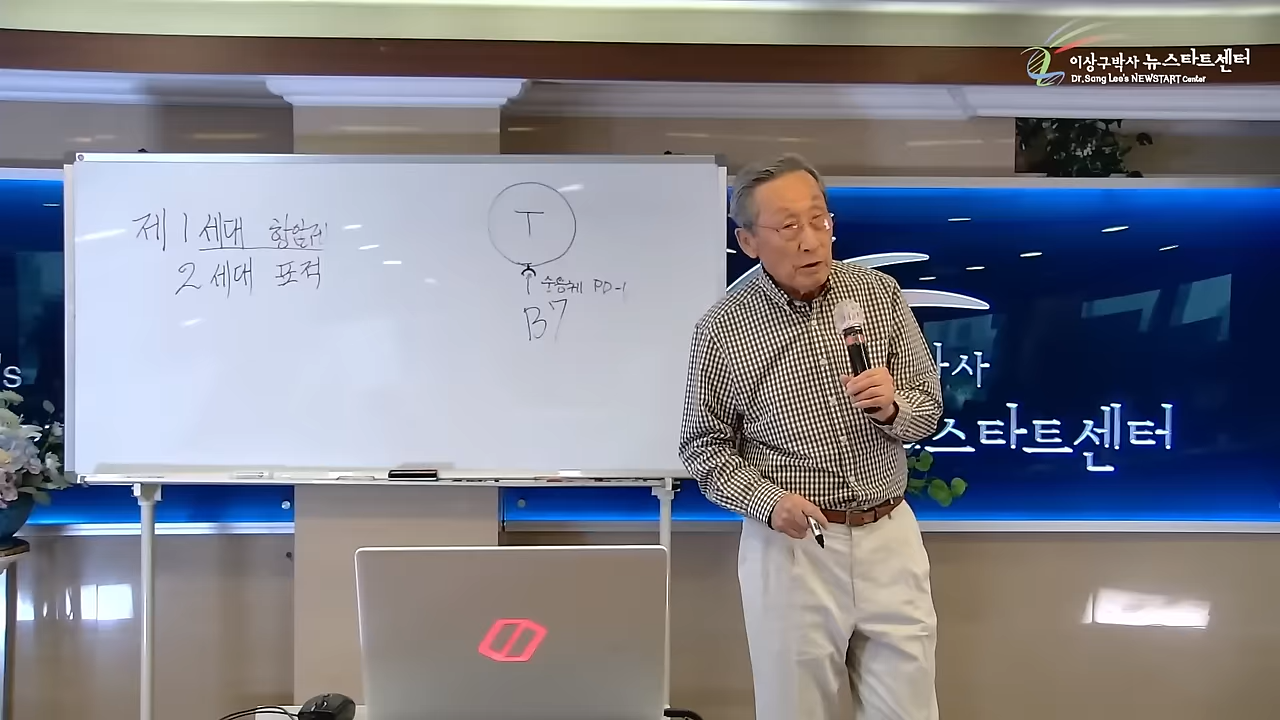 이상구박사 뉴스타트센터
Dr. Sang Lee's NEWSTART Center
제 1 세대 항암제
2 세대 표적
T
수용체 PD-1
B7
's
사
스타트센터